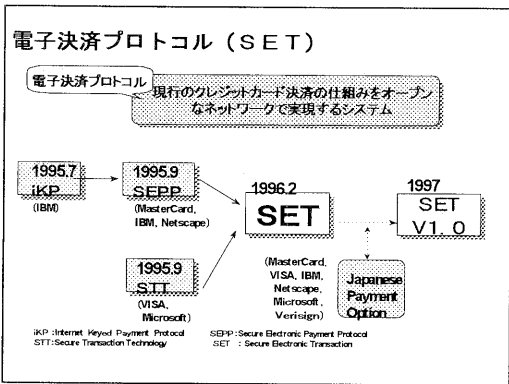 電子決済プロトコル（ＳＥＴ）
電子決済プロトコル
現行のクレジットカード決済の仕組みをオープン
なネットワークで実現するシステム
1995.7
iKP
(IBM)
1995.9
SEPP
(MasterCard,
IBM, Netscape)
1995.9
STT
(VISA,
Microsoft)
1996.2
SET
(MasterCard,
VISA, IBM,
Netscape,
Microsoft,
Verisign)
1997
SET
V1. 0
Japanese
Payment
Option
iKP :Internet Keyed Payment Protocol
SEPP:Secure Electronic Payment Protocol
STT:Secure Transaction Technology
SET : Secure Electronic Transaction